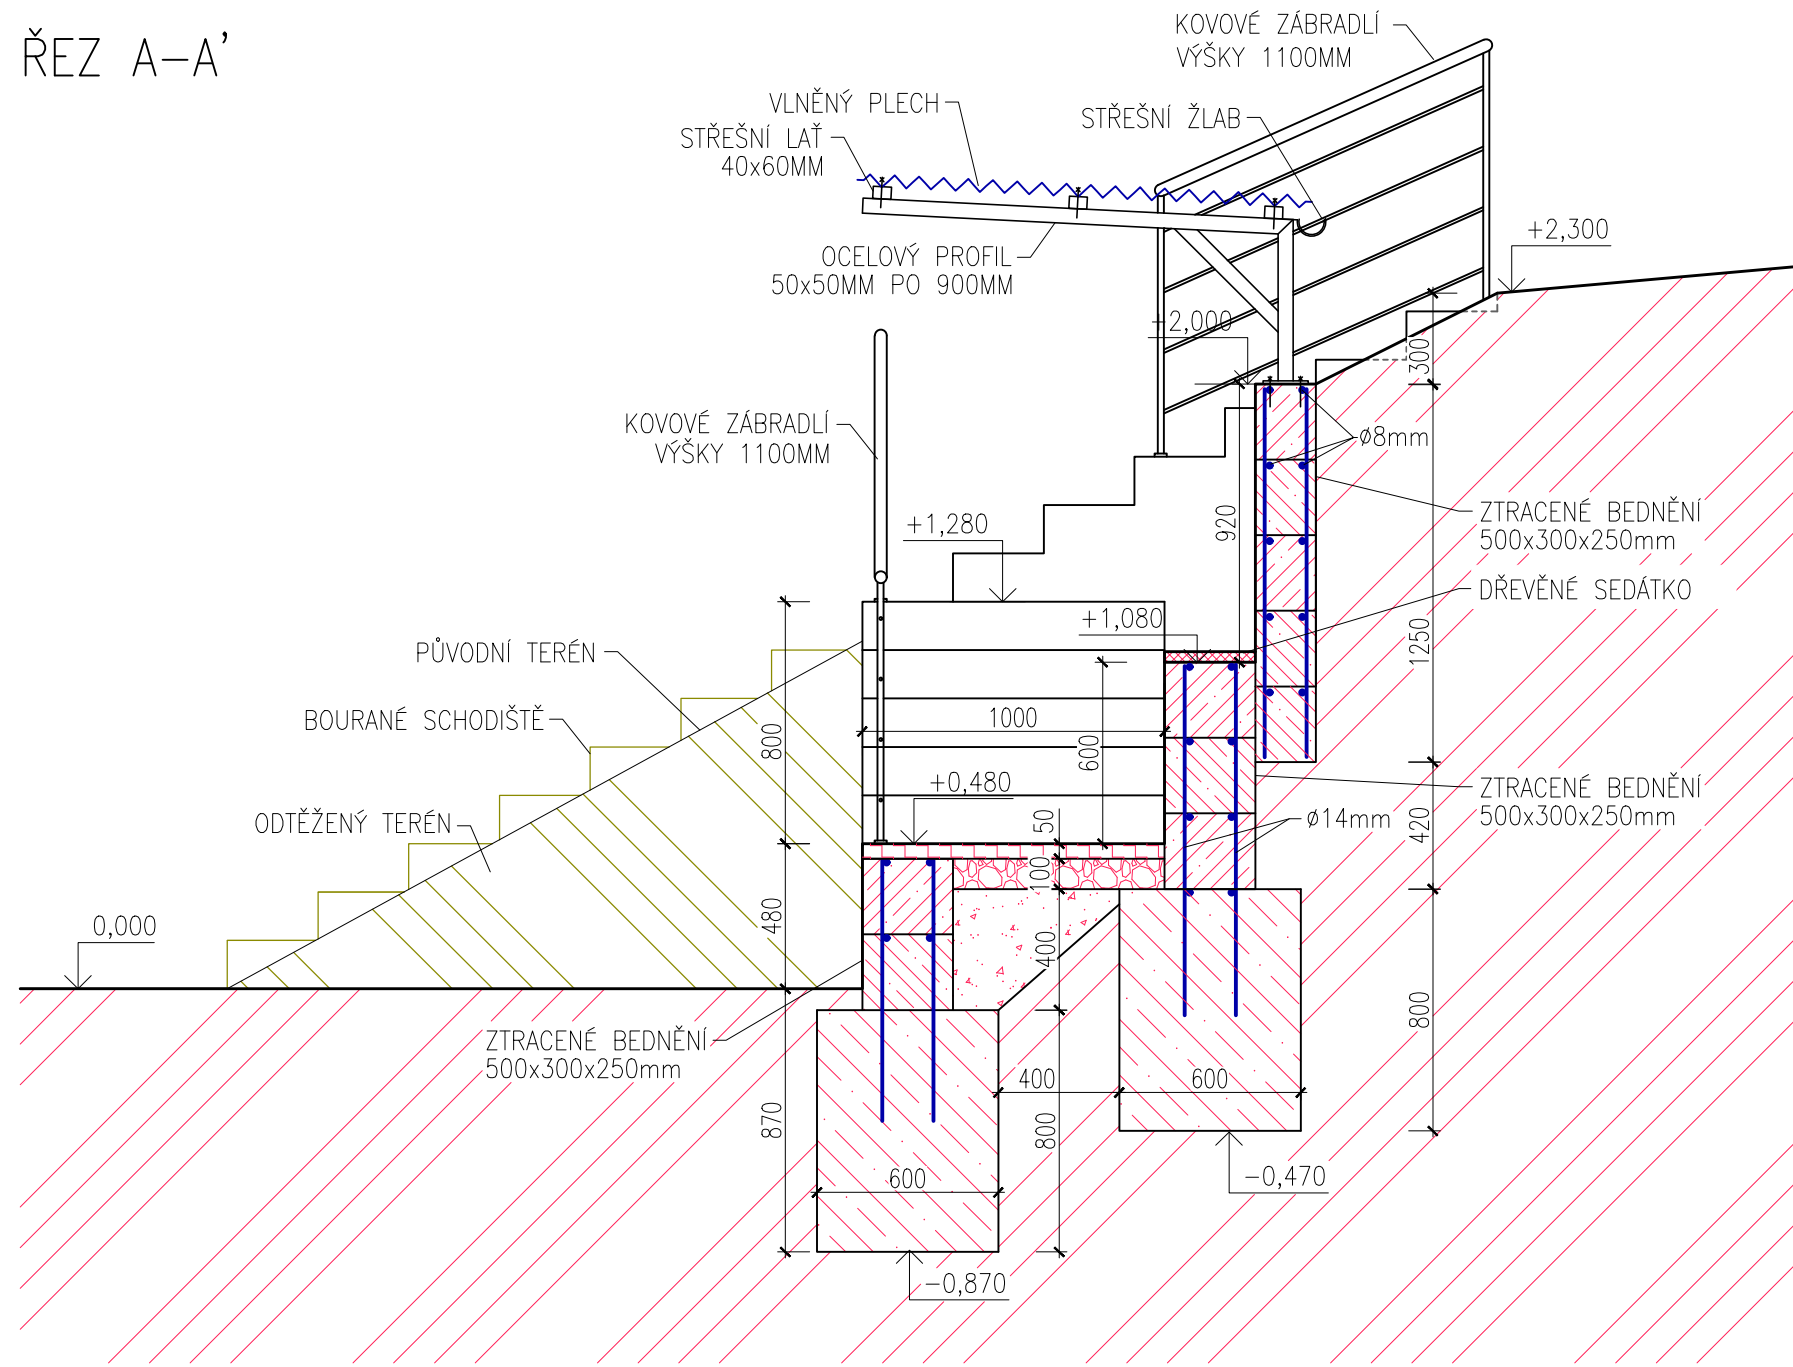 ŘEZ A-A'
KOVOVÉ ZÁBRADLÍ
VÝŠKY 1100MM
VLNĚNÝ PLECH
STŘEŠNÍ ŽLAB
STŘEŠNÍ LAŤ
40x60MM
+2,300
OCELOVÝ PROFIL
50x50MM PO 900MM
+2,000
300
KOVOVÉ ZÁBRADLÍ
VÝŠKY 1100MM
ø8mm
920
ZTRACENÉ BEDNĚNÍ
500x300x250mm
+1,280
DŘEVĚNÉ SEDÁTKO
+1,080
1250
PŮVODNÍ TERÉN
BOURANÉ SCHODIŠTĚ
800
1000
600
+0,480
ZTRACENÉ BEDNĚNÍ
500x300x250mm
ODTĚŽENÝ TERÉN
50
ø14mm
420
100
0,000
480
400
800
ZTRACENÉ BEDNĚNÍ
500x300x250mm
400
600
870
800
600
-0,470
-0,870